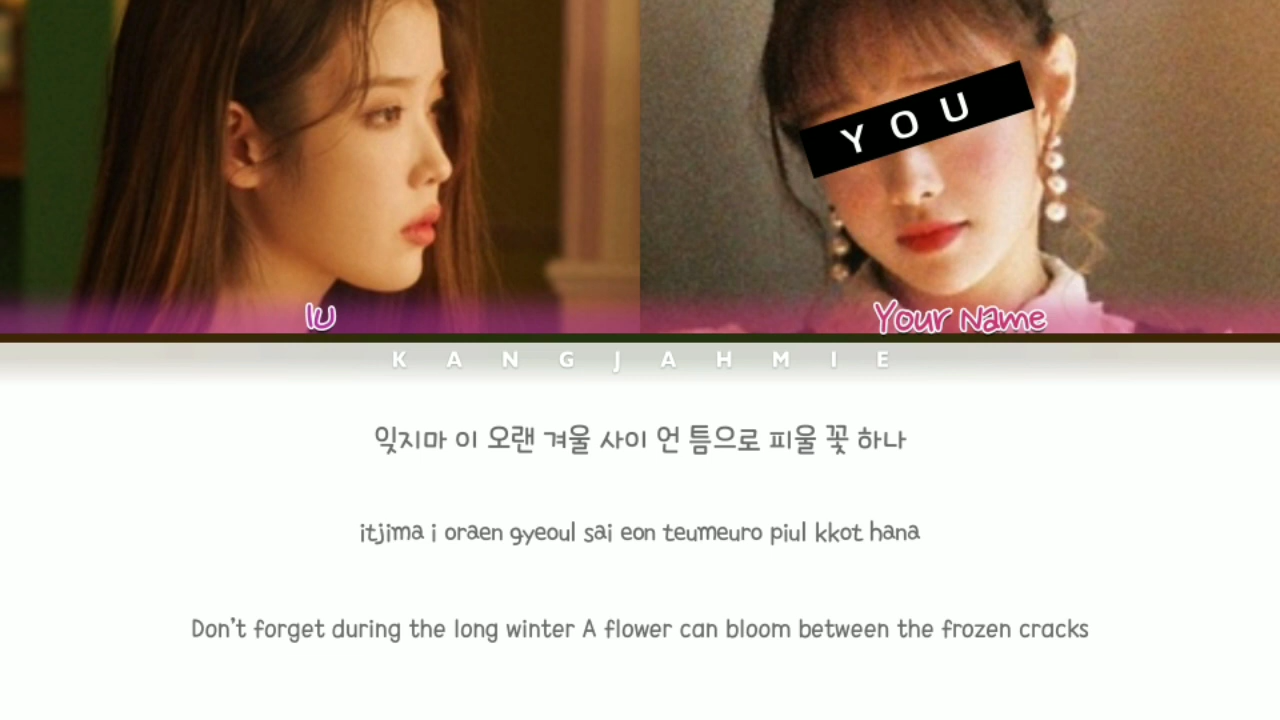 YOU
IU
Your Name
KANGJAHMIE
잊지마 이 오랜 겨울 사이 언 틈으로 피울 꽃 하나
itjima i oraen gyeoul sai eon teumeuro piul kkot hana
Don't forget during the long winter A flower can bloom between the frozen cracks